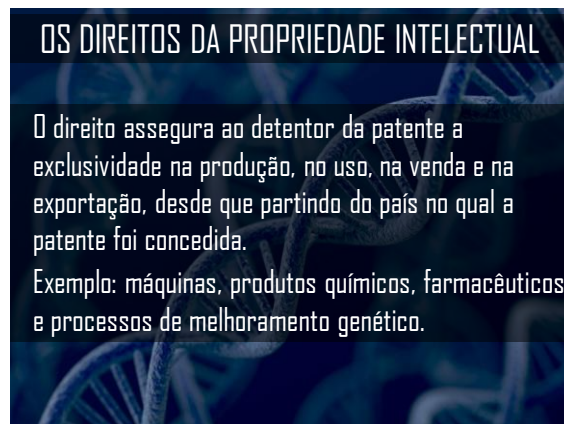 OS DIREITOS DA PROPRIEDADE INTELECTUAL
O direito assegura ao detentor da patente a
exclusividade na produção, no uso, na venda e na
exportação, desde que partindo do país no qual a
patente foi concedida.
Exemplo: máquinas, produtos químicos, farmacêuticos
e processos de melhoramento genético.